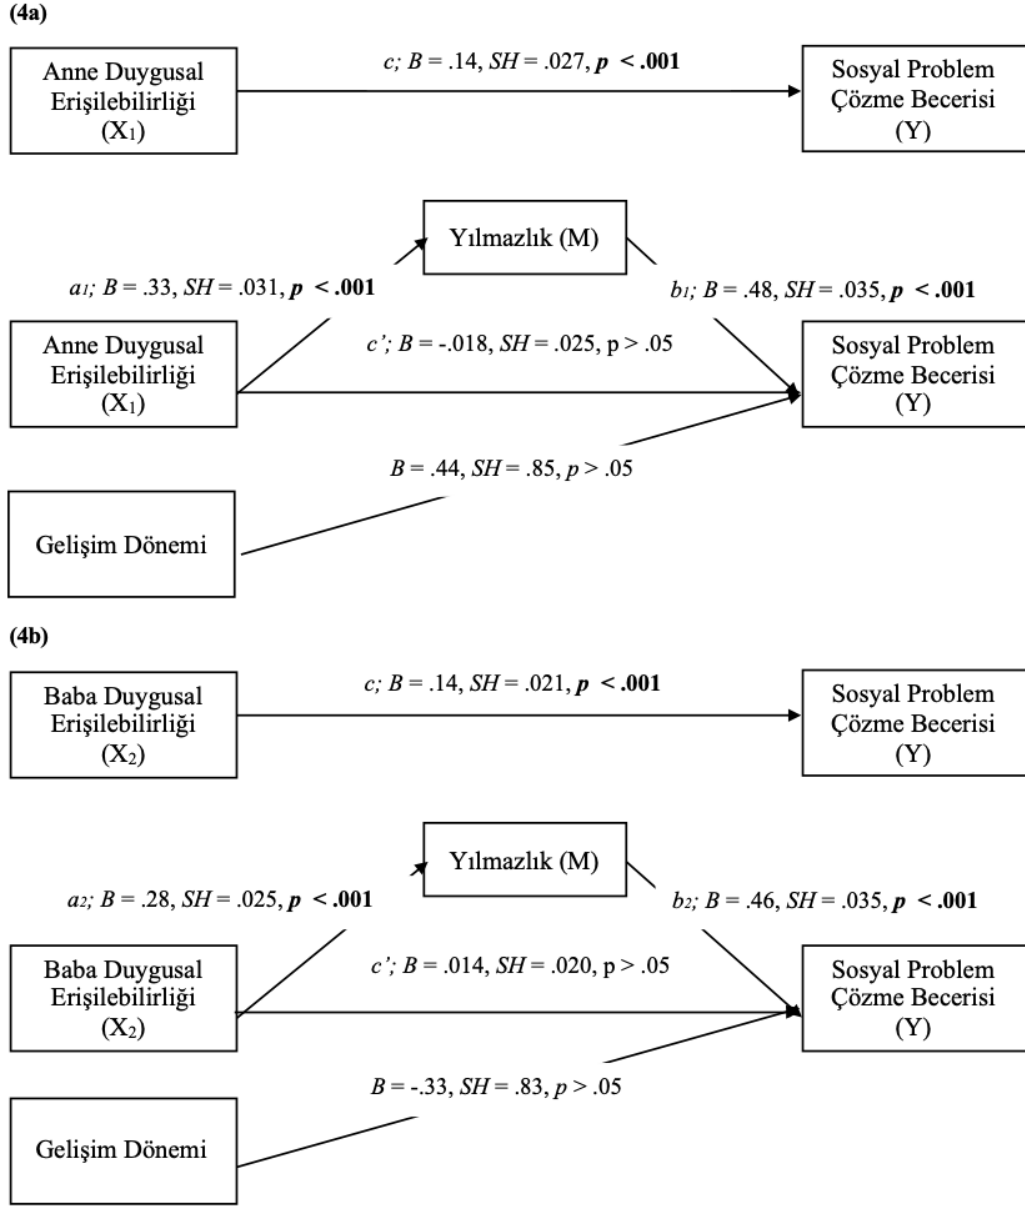 (4a)
c; B = .14, SH = .027, p < .001
Anne Duygusal
Erişilebilirliği
(X₁)
Sosyal Problem
Çözme Becerisi
(Y)
Yılmazlık (M)
a₁; B = .33, SH = .031, p < .001
b₁; B = .48, SH = .035, p < .001
Anne Duygusal
Erişilebilirliği
(X₁)
c’; B = -.018, SH = .025, p > .05
Sosyal Problem
Çözme Becerisi
(Y)
B = .44, SH = .85, p > .05
Gelişim Dönemi
(4b)
c; B = .14, SH = .021, p < .001
Baba Duygusal
Erişilebilirliği
(X₂)
Sosyal Problem
Çözme Becerisi
(Y)
Yılmazlık (M)
a₂; B = .28, SH = .025, p < .001
b₂; B = .46, SH = .035, p < .001
Baba Duygusal
Erişilebilirliği
(X₂)
c’; B = .014, SH = .020, p > .05
Sosyal Problem
Çözme Becerisi
(Y)
B = -.33, SH = .83, p > .05
Gelişim Dönemi